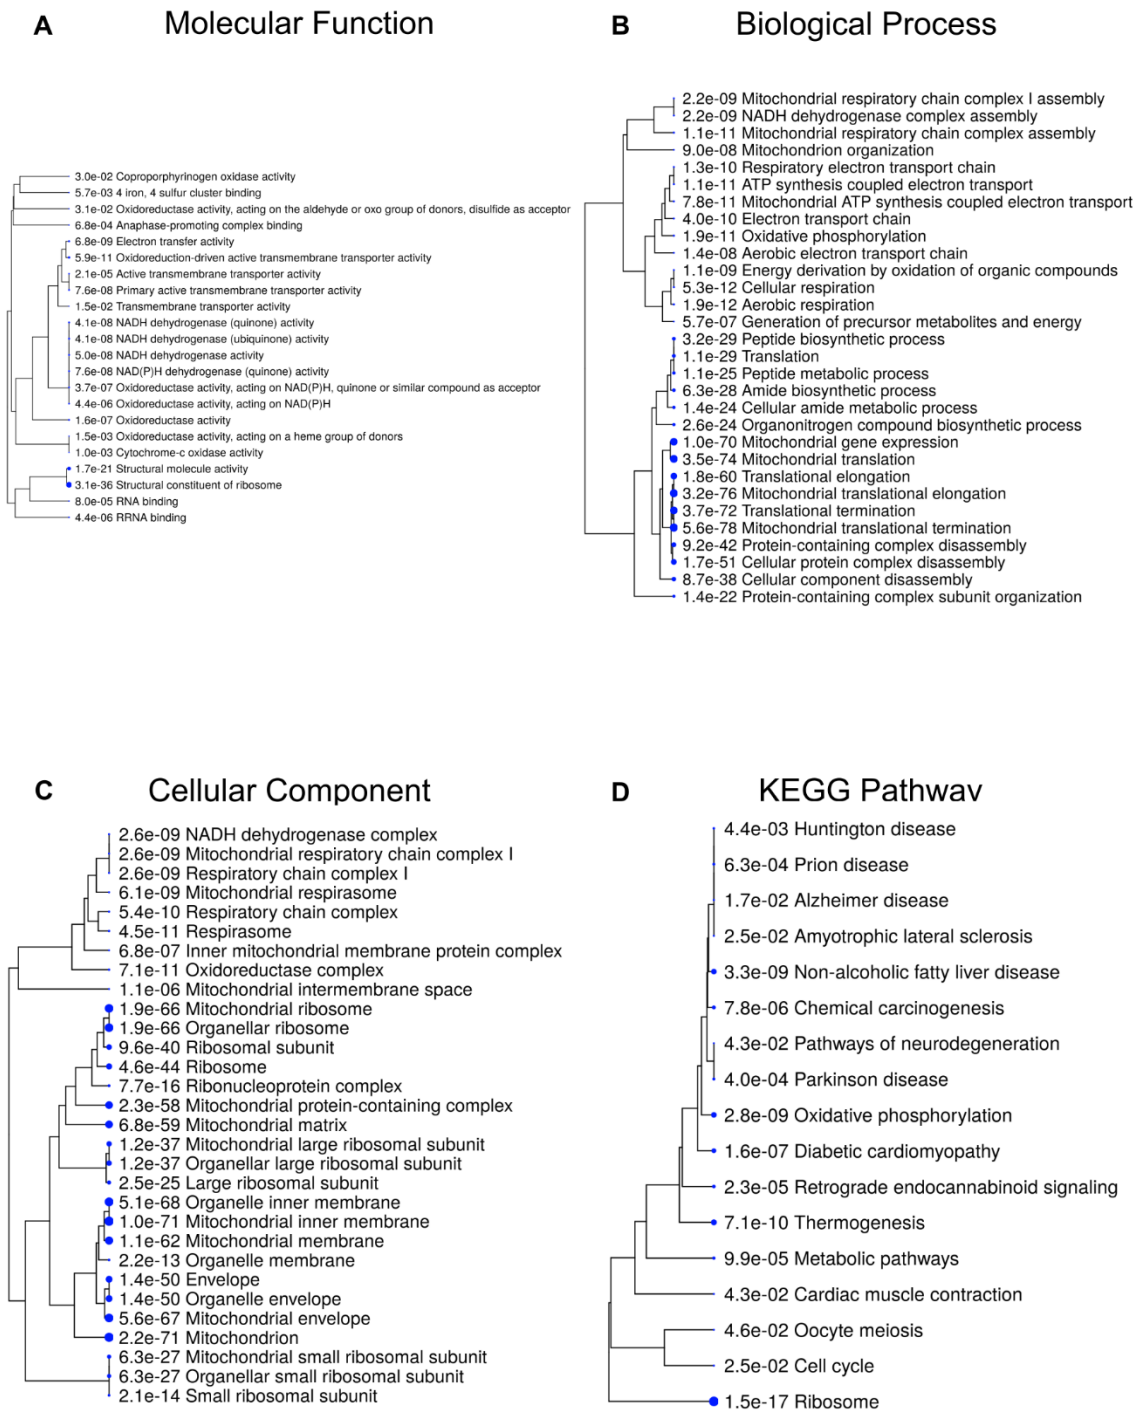 A Molecular Function
3.0e-02 Coproporphyrinogen oxidase activity
5.7e-03 4 iron, 4 sulfur cluster binding
3.1e-02 Oxidoreductase activity, acting on the aldehyde or oxo group of donors, disulfide as acceptor
6.8e-04 Anaphase-promoting complex binding
6.8e-09 Electron transfer activity
5.9e-11 Oxidoreduction-driven active transmembrane transporter activity
2.1e-05 Active transmembrane transporter activity
7.6e-08 Primary active transmembrane transporter activity
1.5e-02 Transmembrane transporter activity
4.1e-08 NADH dehydrogenase (quinone) activity
4.1e-08 NADH dehydrogenase (ubiquinone) activity
5.0e-08 NADH dehydrogenase activity
7.6e-08 NAD(P)H dehydrogenase (quinone) activity
3.7e-07 Oxidoreductase activity, acting on NAD(P)H, quinone or similar compound as acceptor
4.4e-06 Oxidoreductase activity, acting on NAD(P)H
1.6e-07 Oxidoreductase activity
1.5e-03 Oxidoreductase activity, acting on a heme group of donors
1.0e-03 Cytochrome-c oxidase activity
1.7e-21 Structural molecule activity
3.1e-36 Structural constituent of ribosome
8.0e-05 RNA binding
4.4e-06 RRNA binding
B Biological Process
2.2e-09 Mitochondrial respiratory chain complex I assembly
2.2e-09 NADH dehydrogenase complex assembly
1.1e-11 Mitochondrial respiratory chain complex assembly
9.0e-08 Mitochondrion organization
1.3e-10 Respiratory electron transport chain
1.1e-11 ATP synthesis coupled electron transport
7.8e-11 Mitochondrial ATP synthesis coupled electron transport
4.0e-10 Electron transport chain
1.9e-11 Oxidative phosphorylation
1.4e-08 Aerobic electron transport chain
1.1e-09 Energy derivation by oxidation of organic compounds
5.3e-12 Cellular respiration
1.9e-12 Aerobic respiration
5.7e-07 Generation of precursor metabolites and energy
3.2e-29 Peptide biosynthetic process
1.1e-29 Translation
1.1e-25 Peptide metabolic process
6.3e-28 Amide biosynthetic process
1.4e-24 Cellular amide metabolic process
2.6e-24 Organonitrogen compound biosynthetic process
1.0e-70 Mitochondrial gene expression
3.5e-74 Mitochondrial translation
1.8e-60 Translational elongation
3.2e-76 Mitochondrial translational elongation
3.7e-72 Translational termination
5.6e-78 Mitochondrial translational termination
9.2e-42 Protein-containing complex disassembly
1.7e-51 Cellular protein complex disassembly
8.7e-38 Cellular component disassembly
1.4e-22 Protein-containing complex subunit organization
C Cellular Component
2.6e-09 NADH dehydrogenase complex
2.6e-09 Mitochondrial respiratory chain complex I
2.6e-09 Respiratory chain complex I
6.1e-09 Mitochondrial respirasome
5.4e-10 Respiratory chain complex
4.5e-11 Respirasome
6.8e-07 Inner mitochondrial membrane protein complex
7.1e-11 Oxidoreductase complex
1.1e-06 Mitochondrial intermembrane space
1.9e-66 Mitochondrial ribosome
1.9e-66 Organellar ribosome
9.6e-40 Ribosomal subunit
4.6e-44 Ribosome
7.7e-16 Ribonucleoprotein complex
2.3e-58 Mitochondrial protein-containing complex
6.8e-59 Mitochondrial matrix
1.2e-37 Mitochondrial large ribosomal subunit
1.2e-37 Organellar large ribosomal subunit
2.5e-25 Large ribosomal subunit
5.1e-68 Organelle inner membrane
1.0e-71 Mitochondrial inner membrane
1.1e-62 Mitochondrial membrane
2.2e-13 Organelle membrane
1.4e-50 Envelope
1.4e-50 Organelle envelope
5.6e-67 Mitochondrial envelope
2.2e-71 Mitochondrion
6.3e-27 Mitochondrial small ribosomal subunit
6.3e-27 Organellar small ribosomal subunit
2.1e-14 Small ribosomal subunit
D KEGG Pathwav
4.4e-03 Huntington disease
6.3e-04 Prion disease
1.7e-02 Alzheimer disease
2.5e-02 Amyotrophic lateral sclerosis
3.3e-09 Non-alcoholic fatty liver disease
7.8e-06 Chemical carcinogenesis
4.3e-02 Pathways of neurodegeneration
4.0e-04 Parkinson disease
2.8e-09 Oxidative phosphorylation
1.6e-07 Diabetic cardiomyopathy
2.3e-05 Retrograde endocannabinoid signaling
7.1e-10 Thermogenesis
9.9e-05 Metabolic pathways
4.3e-02 Cardiac muscle contraction
4.6e-02 Oocyte meiosis
2.5e-02 Cell cycle
1.5e-17 Ribosome